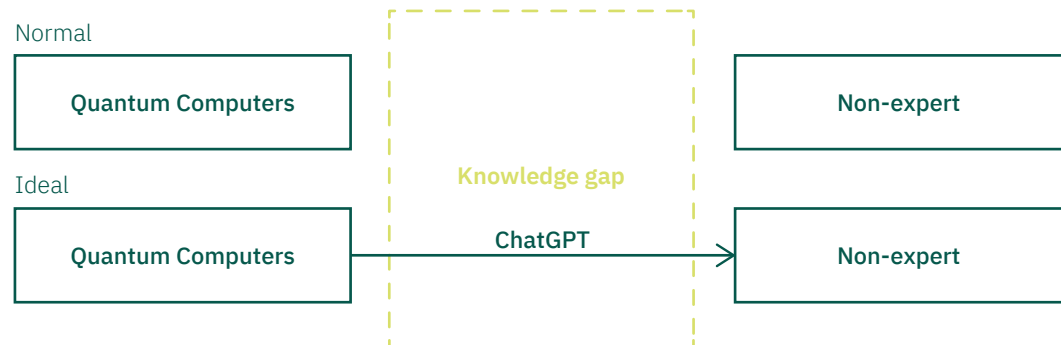 Normal
Quantum Computers
Non-expert
Knowledge gap
Ideal
Quantum Computers
ChatGPT
Non-expert